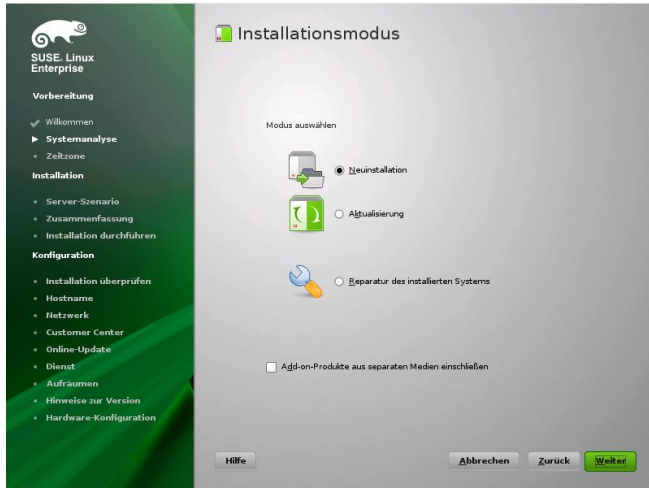 SUSE. Linux
Enterprise
Vorbereitung
Willkommen
Systemanalyse
Zeitzone
Installation
Server-Szenario
Zusammenfassung
Installation durchführen
Konfiguration
Installation überprüfen
Hostname
Netzwerk
Customer Center
Online-Update
Dienst
Aufräumen
Hinweise zur Version
Hardware-Konfiguration
Installationsmodus
Modus auswählen
Neuinstallation
Aktualisierung
Reparatur des installierten Systems
Add-on-Produkte aus separaten Medien einschließen
Hilfe
Abbrechen
Zurück
Weiter